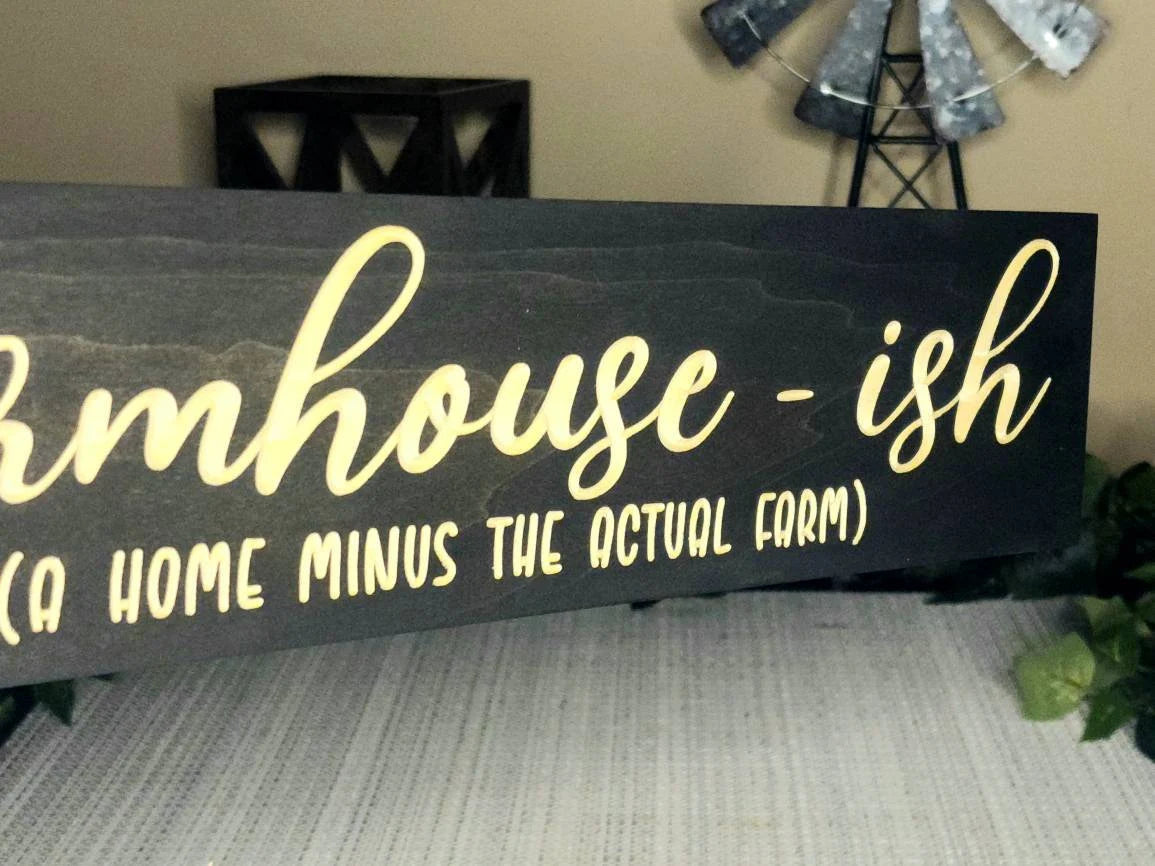 rmhouse - ish
(A HOME MINUS THE ACTUAL FARM)